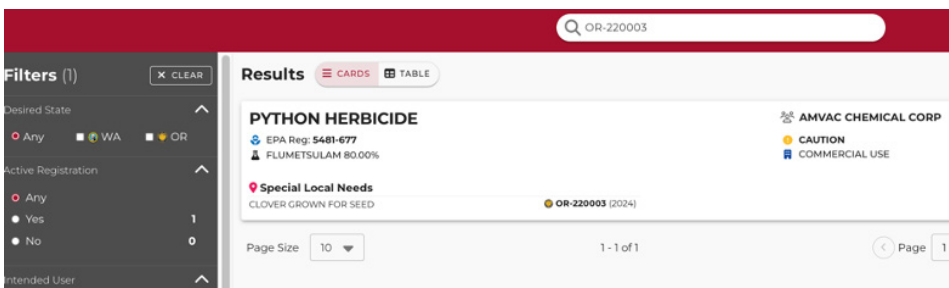 OR-220003
Filters (1)
X CLEAR
Desired State
Any
WA
OR
Active Registration
Any
Yes 1
No 0
Intended User
Results
CARDS
TABLE
PYTHON HERBICIDE
EPA Reg: 5481-677
FLUMETSULAM 80.00%
AMVAC CHEMICAL CORP
CAUTION
COMMERCIAL USE
Special Local Needs
CLOVER GROWN FOR SEED
OR-220003 (2024)
Page Size 10
1 - 1 of 1
Page 1